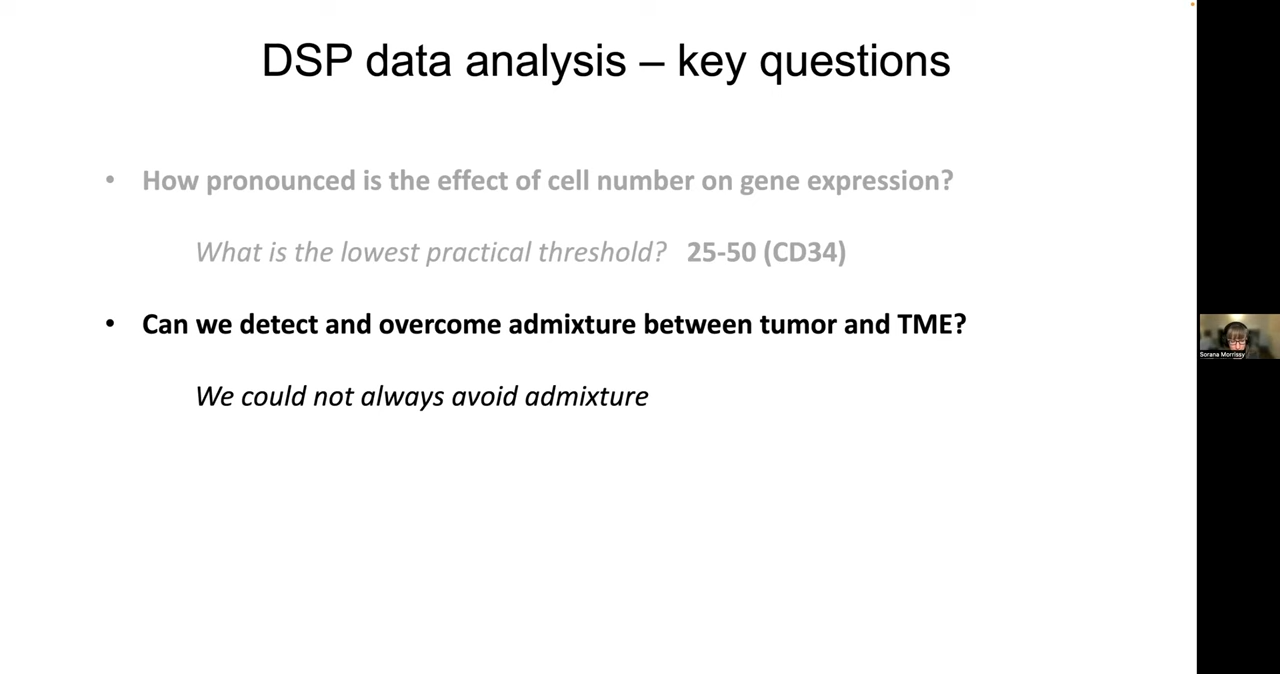 DSP data analysis – key questions
• How pronounced is the effect of cell number on gene expression?
What is the lowest practical threshold? 25-50 (CD34)
• Can we detect and overcome admixture between tumor and TME?
We could not always avoid admixture
Sorana Morrissy